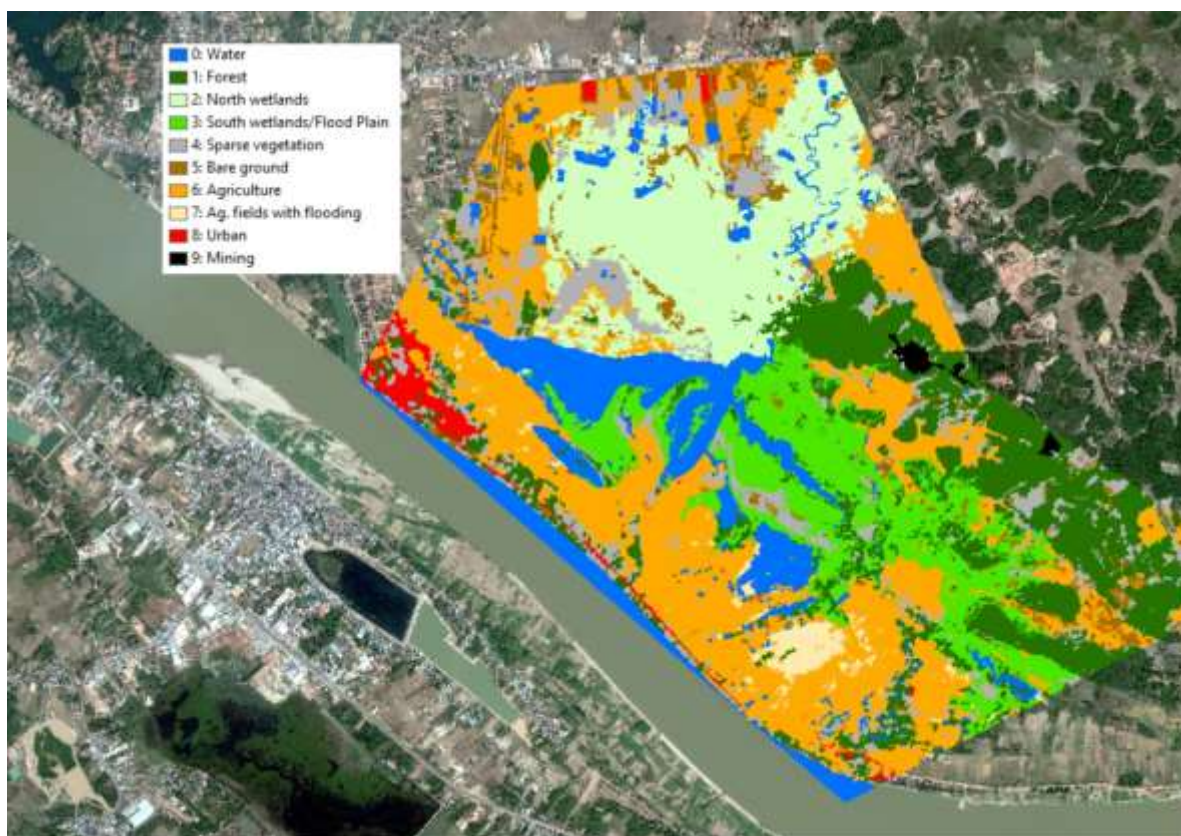 0: Water
1: Forest
2: North wetlands
3: South wetlands/Flood Plain
4: Sparse vegetation
5: Bare ground
6: Agriculture
7: Ag. fields with flooding
8: Urban
9: Mining